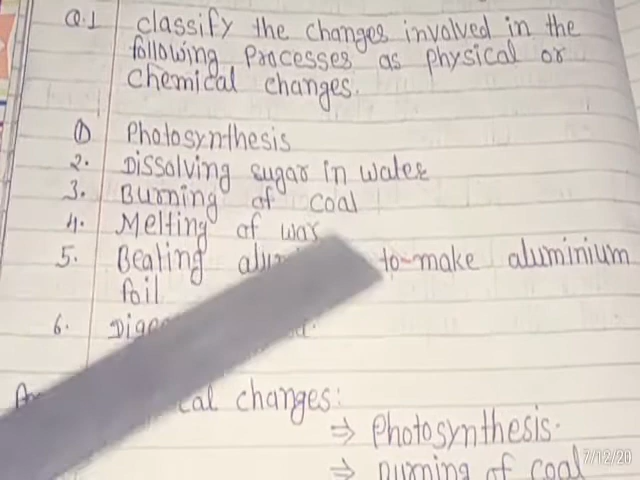 Q.1 classify the changes involved in the
following Processes as physical or
chemical changes.
① Photosynthesis
2. Dissolving sugar in water
3. Burning of coal
4. Melting of wax
5. Beating to make aluminium
foil
6.
changes:
⇒ Photosynthesis.
⇒ Burning of coal
7/12/20